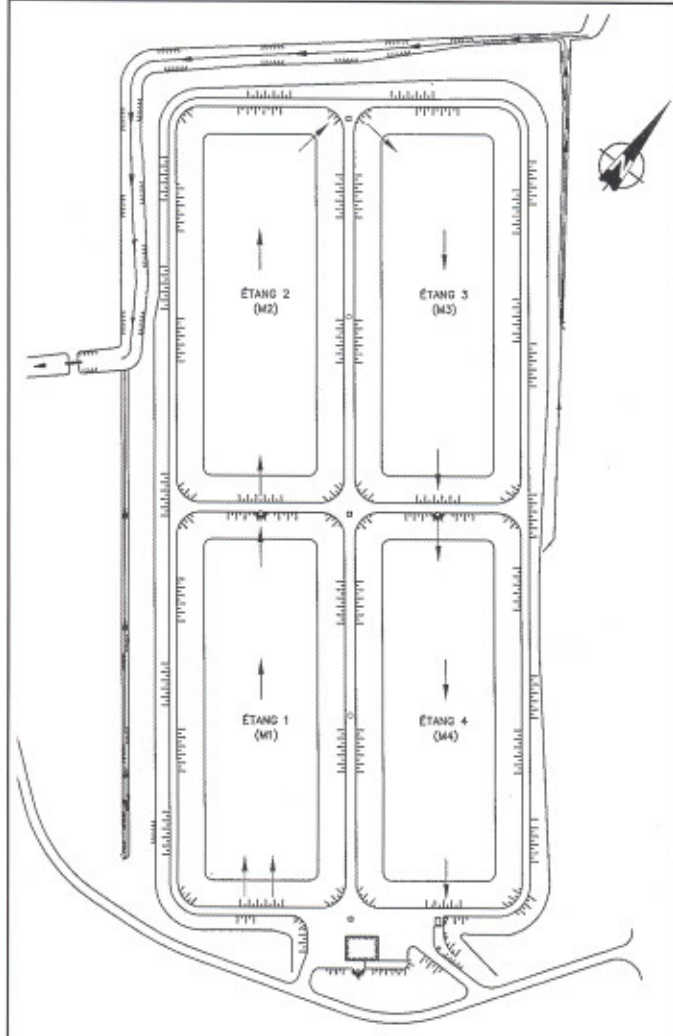 ÉTANG 2
(M2)
ÉTANG 3
(M3)
N
ÉTANG 1
(M1)
ÉTANG 4
(M4)